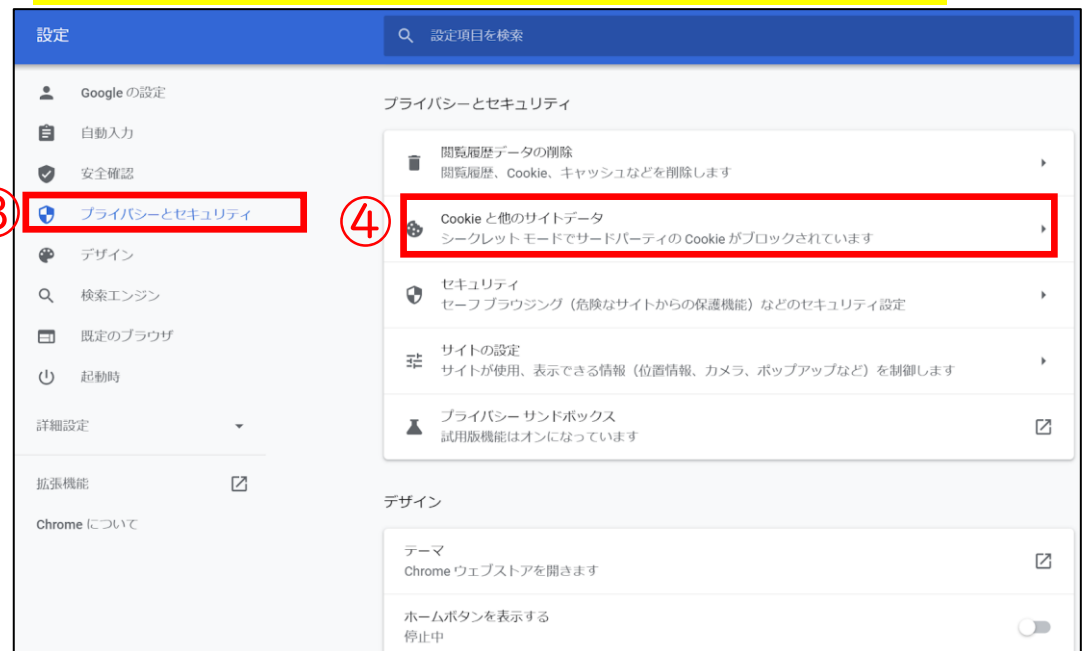 設定
設定項目を検索
Google の設定
自動入力
安全確認
③
プライバシーとセキュリティ
デザイン
検索エンジン
既定のブラウザ
起動時
詳細設定
拡張機能
Chrome について
プライバシーとセキュリティ
閲覧履歴データの削除
閲覧履歴、Cookie、キャッシュなどを削除します
④
Cookie と他のサイトデータ
シークレット モードでサードパーティの Cookie がブロックされています
セキュリティ
セーフ ブラウジング（危険なサイトからの保護機能）などのセキュリティ設定
サイトの設定
サイトが使用、表示できる情報（位置情報、カメラ、ポップアップなど）を制御します
プライバシー サンドボックス
試用版機能はオンになっています
デザイン
テーマ
Chrome ウェブストアを開きます
ホームボタンを表示する
停止中